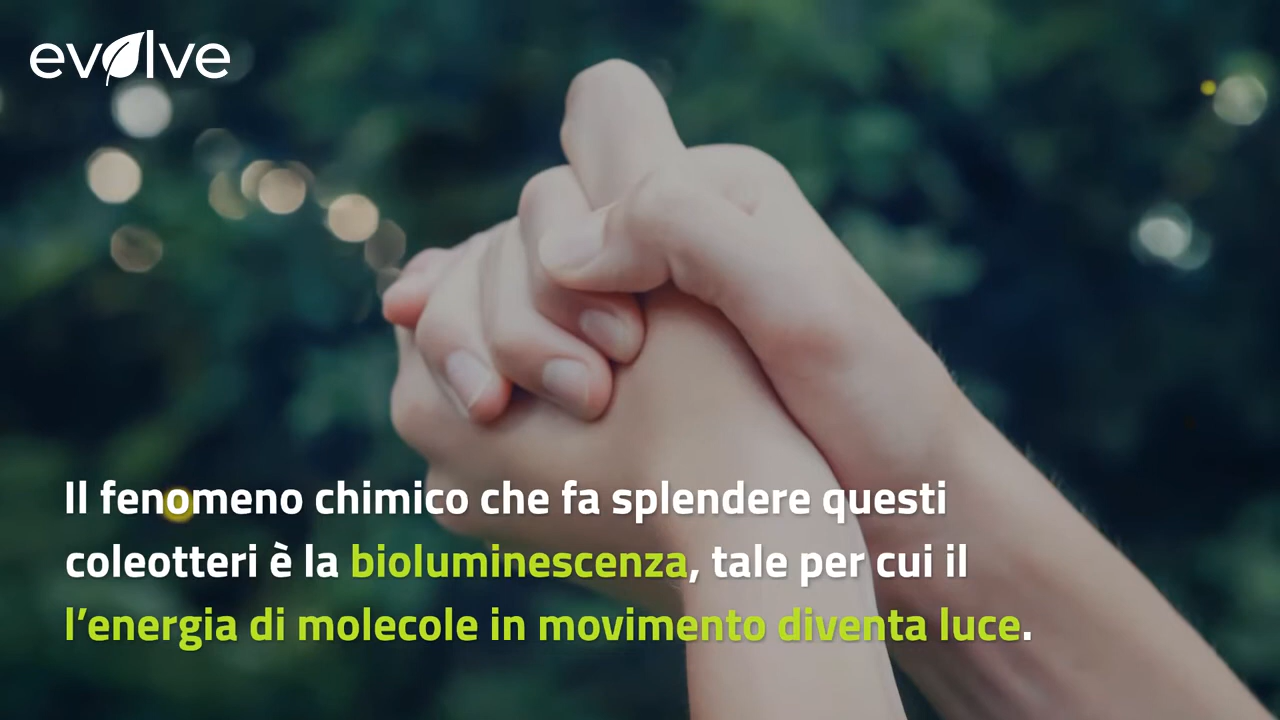 evolve
Il fenomeno chimico che fa splendere questi
coleotteri è la bioluminescenza, tale per cui il
l’energia di molecole in movimento diventa luce.